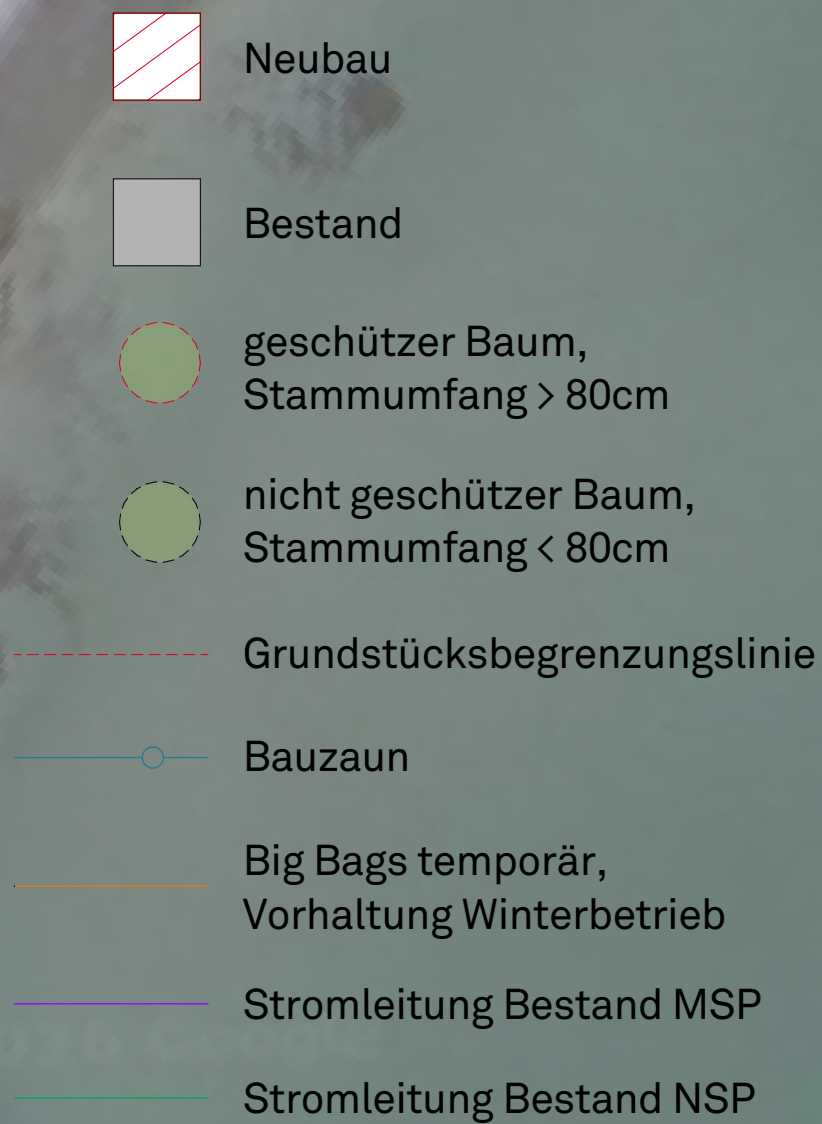 Neubau
Bestand
geschützer Baum,
Stammumfang > 80cm
nicht geschützer Baum,
Stammumfang < 80cm
Grundstücksbegrenzungslinie
Bauzaun
Big Bags temporär,
Vorhaltung Winterbetrieb
Stromleitung Bestand MSP
Stromleitung Bestand NSP